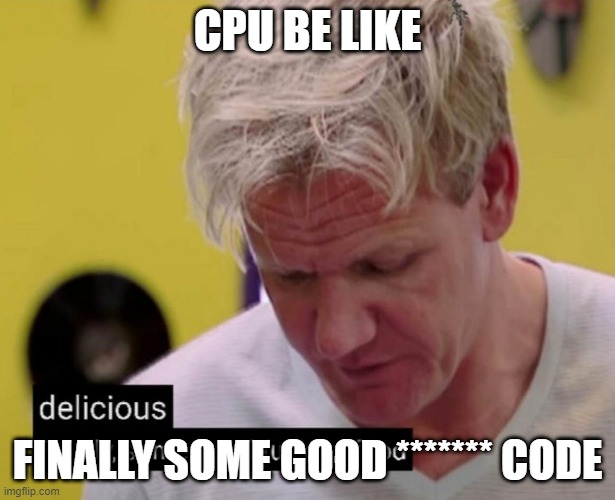 CPU BE LIKE
delicious
FINALLY SOME GOOD ******* CODE
imgflip.com